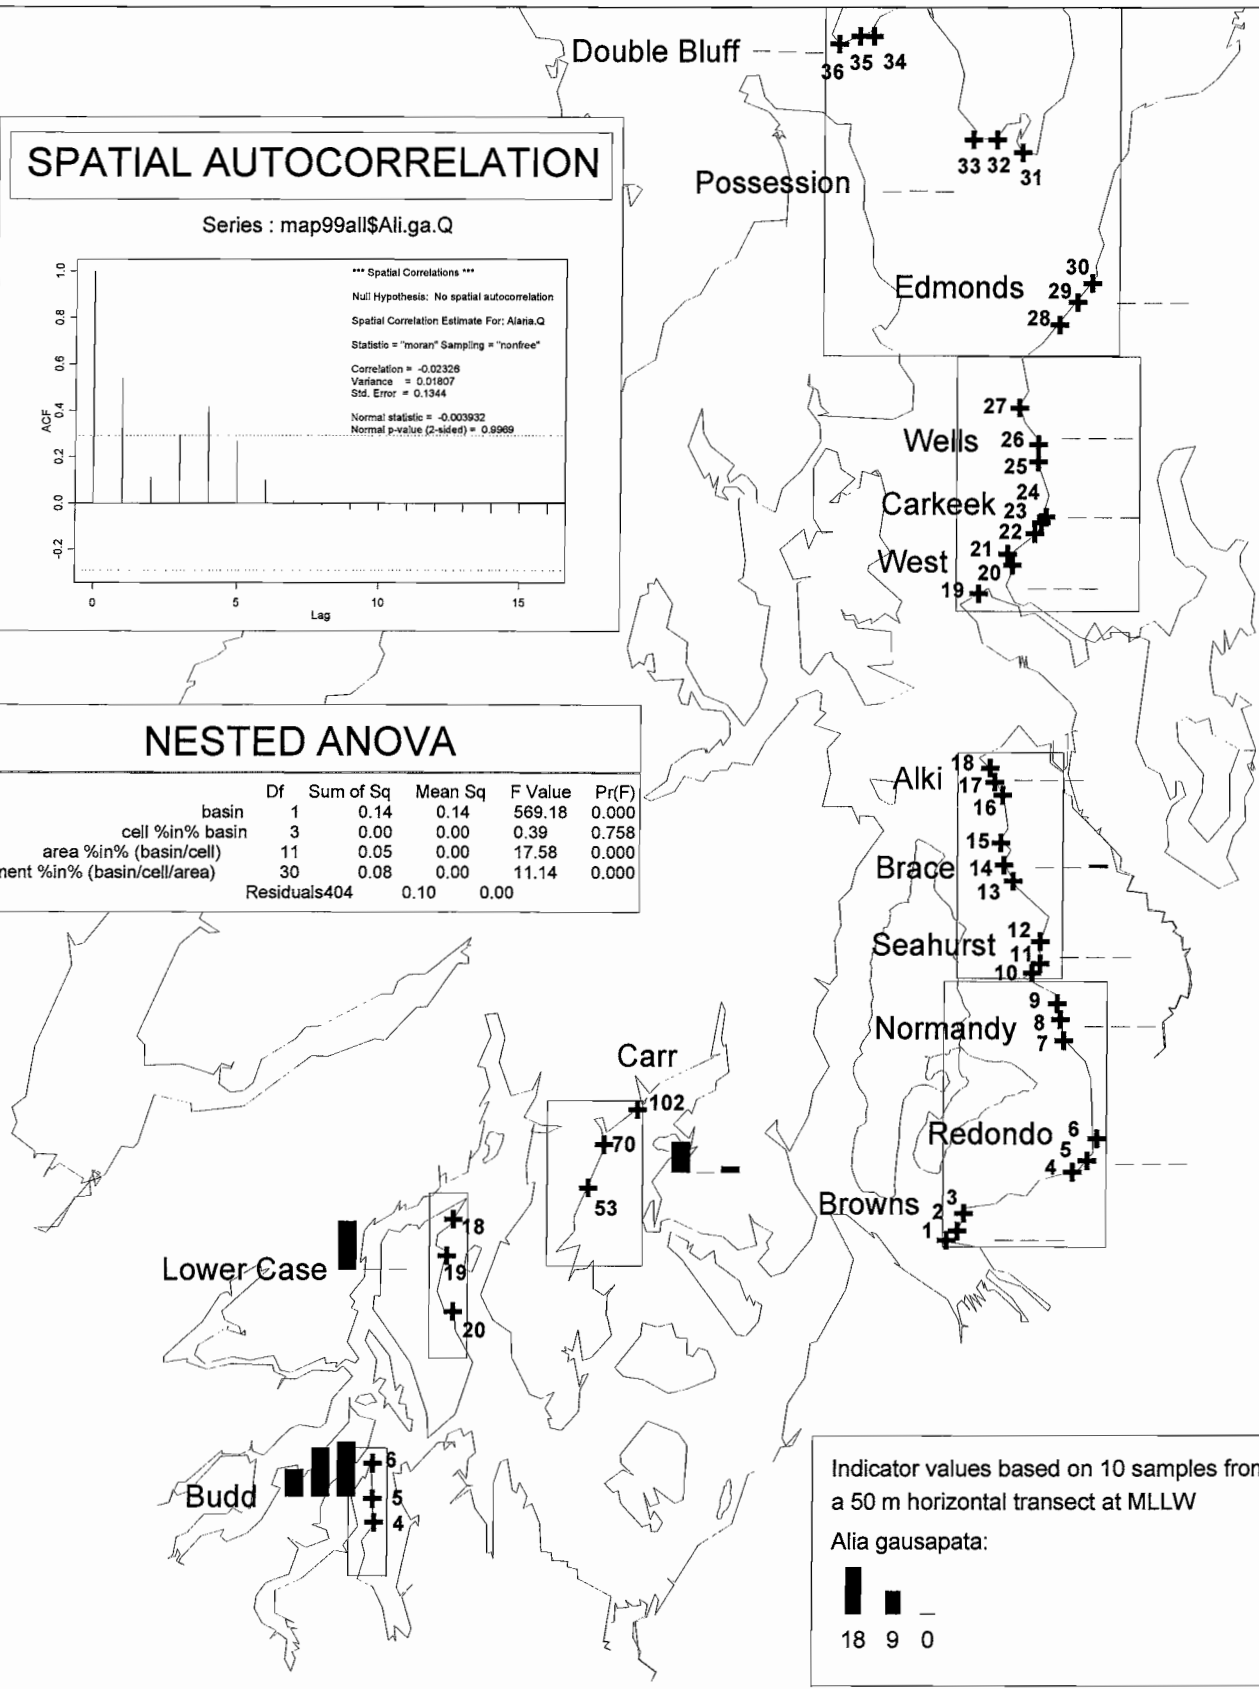 Double Bluff
36 35 34
33 32 31
Possession
SPATIAL AUTOCORRELATION
Series : map99all$Ali.ga.Q
*** Spatial Correlations ***
Null Hypothesis: No spatial autocorrelation
Spatial Correlation Estimate For: Alaria.Q
Statistic = "moran" Sampling = "nonfree"
Correlation = -0.02326
Variance = 0.01807
Std. Error = 0.1344
Normal statistic = -0.003932
Normal p-value (2-sided) = 0.9969
ACF
1.0
0.8
0.6
0.4
0.2
0.0
-0.2
0 5 10 15
Lag
Edmonds
30
29
28
27
Wells
26
25
24
Carkeek
23
22
21
West
20
19
NESTED ANOVA
Df Sum of Sq Mean Sq F Value Pr(F)
basin 1 0.14 0.14 569.18 0.000
cell %in% basin 3 0.00 0.00 0.39 0.758
area %in% (basin/cell) 11 0.05 0.00 17.58 0.000
nent %in% (basin/cell/area) 30 0.08 0.00 11.14 0.000
Residuals404 0.10 0.00
Alki
18
17
16
15
Brace
14
13
Seahurst
12
11
10
Normandy
9
8
7
Redondo
6
5
4
Browns
3
2
1
Carr
102
70
53
Lower Case
18
19
20
Budd
6
5
4
Indicator values based on 10 samples from
a 50 m horizontal transect at MLLW
Alia gausapata:
18 9 0